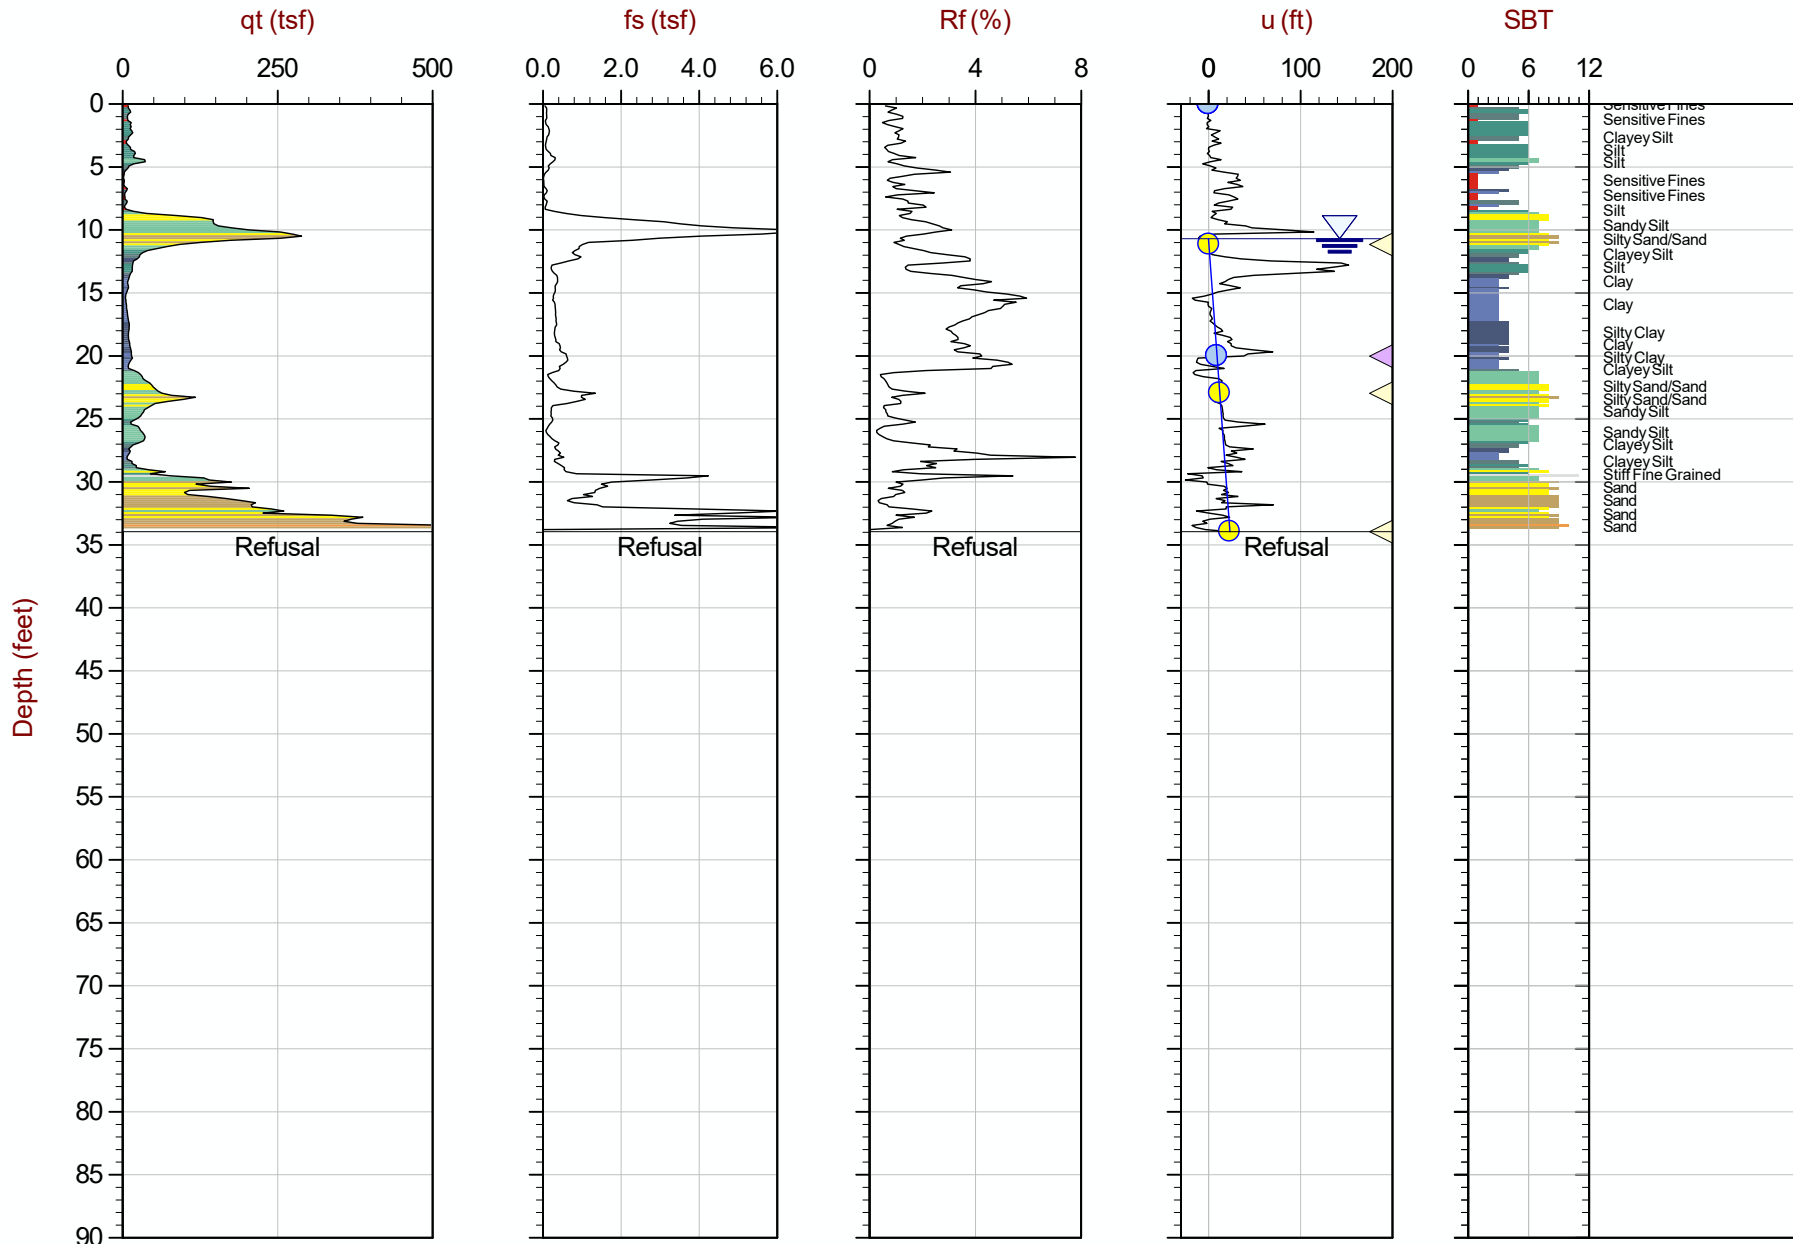 qt (tsf) fs (tsf) Rf (%) u (ft) SBT
0 250 500 0.0 2.0 4.0 6.0 0 4 8 0 100 200 0 6 12
0
Sensitive Fines
Sensitive Fines
Clayey Silt
Silt
5
Silt
Sensitive Fines
Sensitive Fines
Silt
10
Sandy Silt
Silty Sand/Sand
Clayey Silt
Silt
Clay
15
Clay
Silty Clay
Clay
20
Silty Clay
Clayey Silt
Silty Sand/Sand
Silty Sand/Sand
Sandy Silt
25
Sandy Silt
Clayey Silt
Clayey Silt
Stiff Fine Grained
30
Sand
Sand
Sand
Sand
35
Refusal Refusal Refusal Refusal
40
Depth (feet)
45
50
55
60
65
70
75
80
85
90